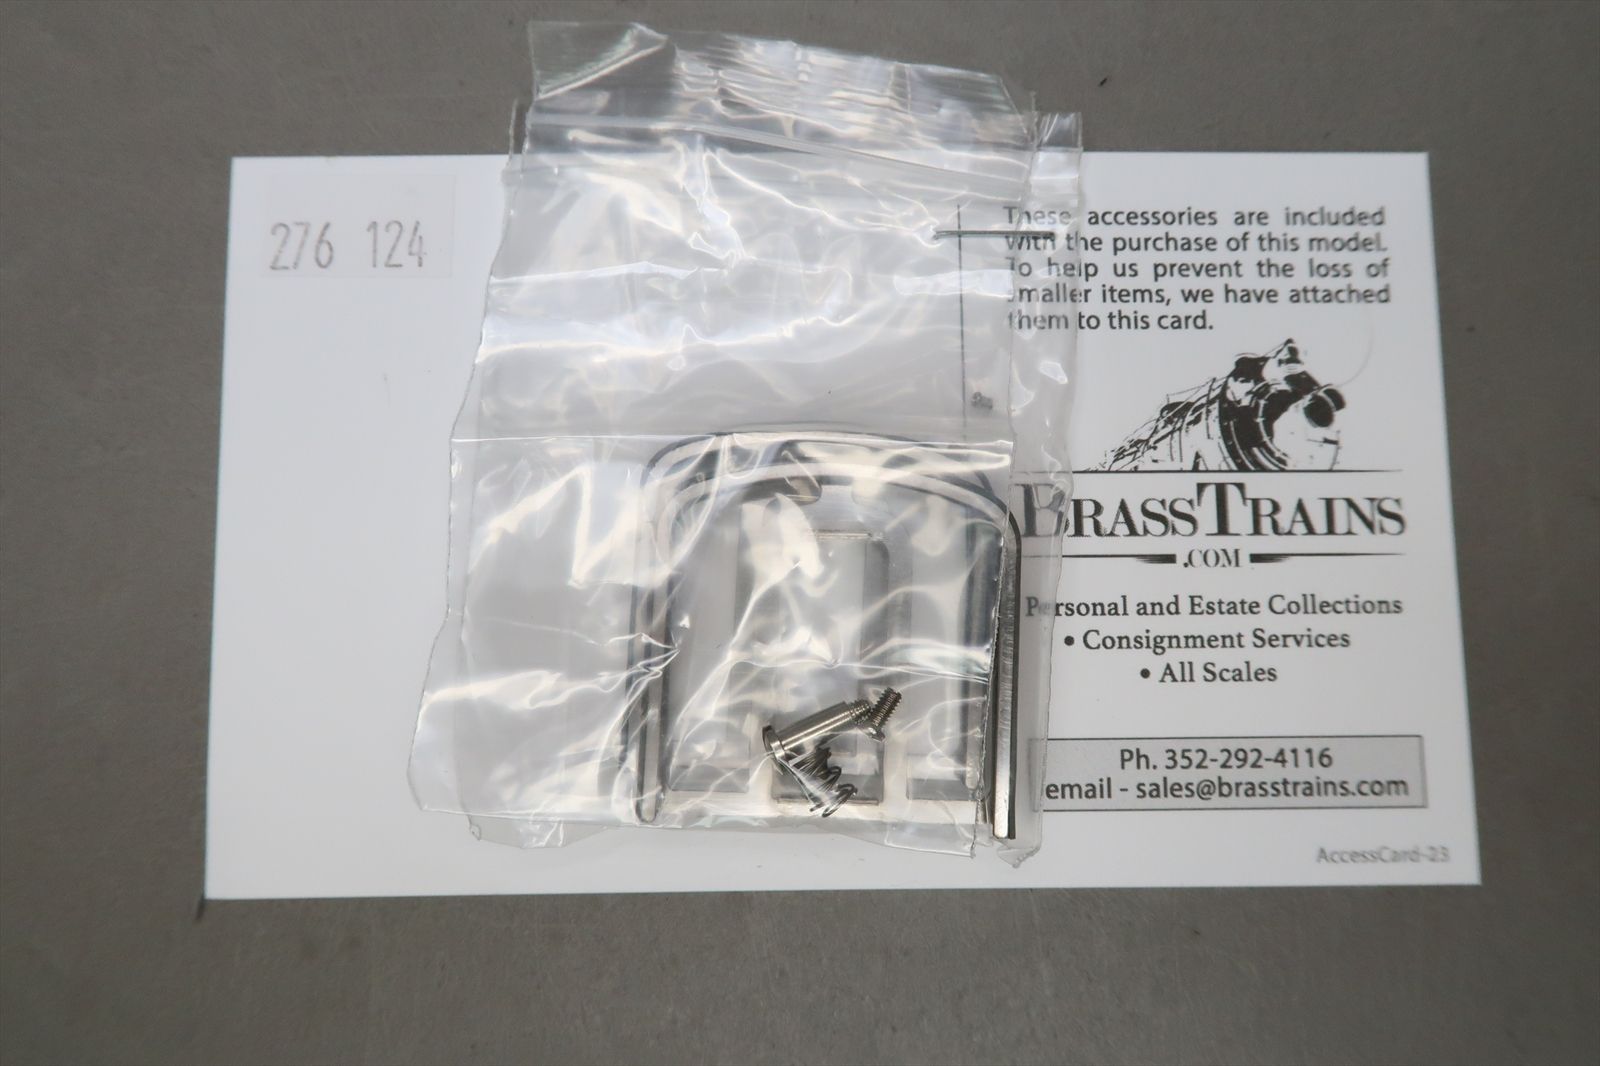 276 124
These accessories are included
with the purchase of this model.
To help us prevent the loss of
smaller items, we have attached
them to this card.
BRASSTRAINS
.COM
Personal and Estate Collections
• Consignment Services
• All Scales
Ph. 352-292-4116
email - sales@brasstrains.com
AccessCard-23